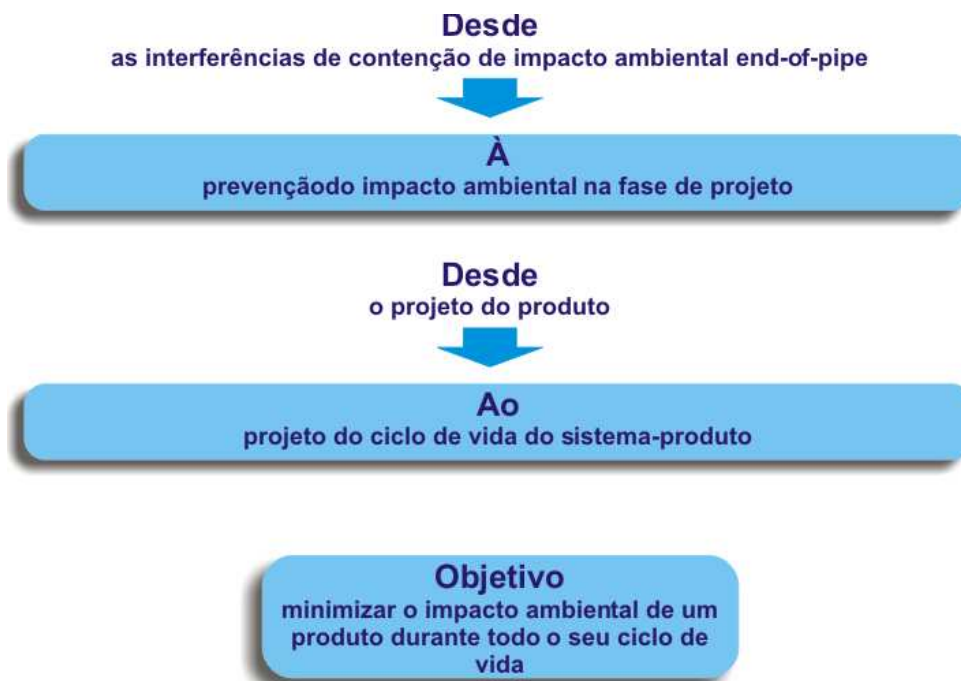 Desde
as interferências de contenção de impacto ambiental end-of-pipe
À
prevençãodo impacto ambiental na fase de projeto
Desde
o projeto do produto
Ao
projeto do ciclo de vida do sistema-produto
Objetivo
minimizar o impacto ambiental de um
produto durante todo o seu ciclo de
vida